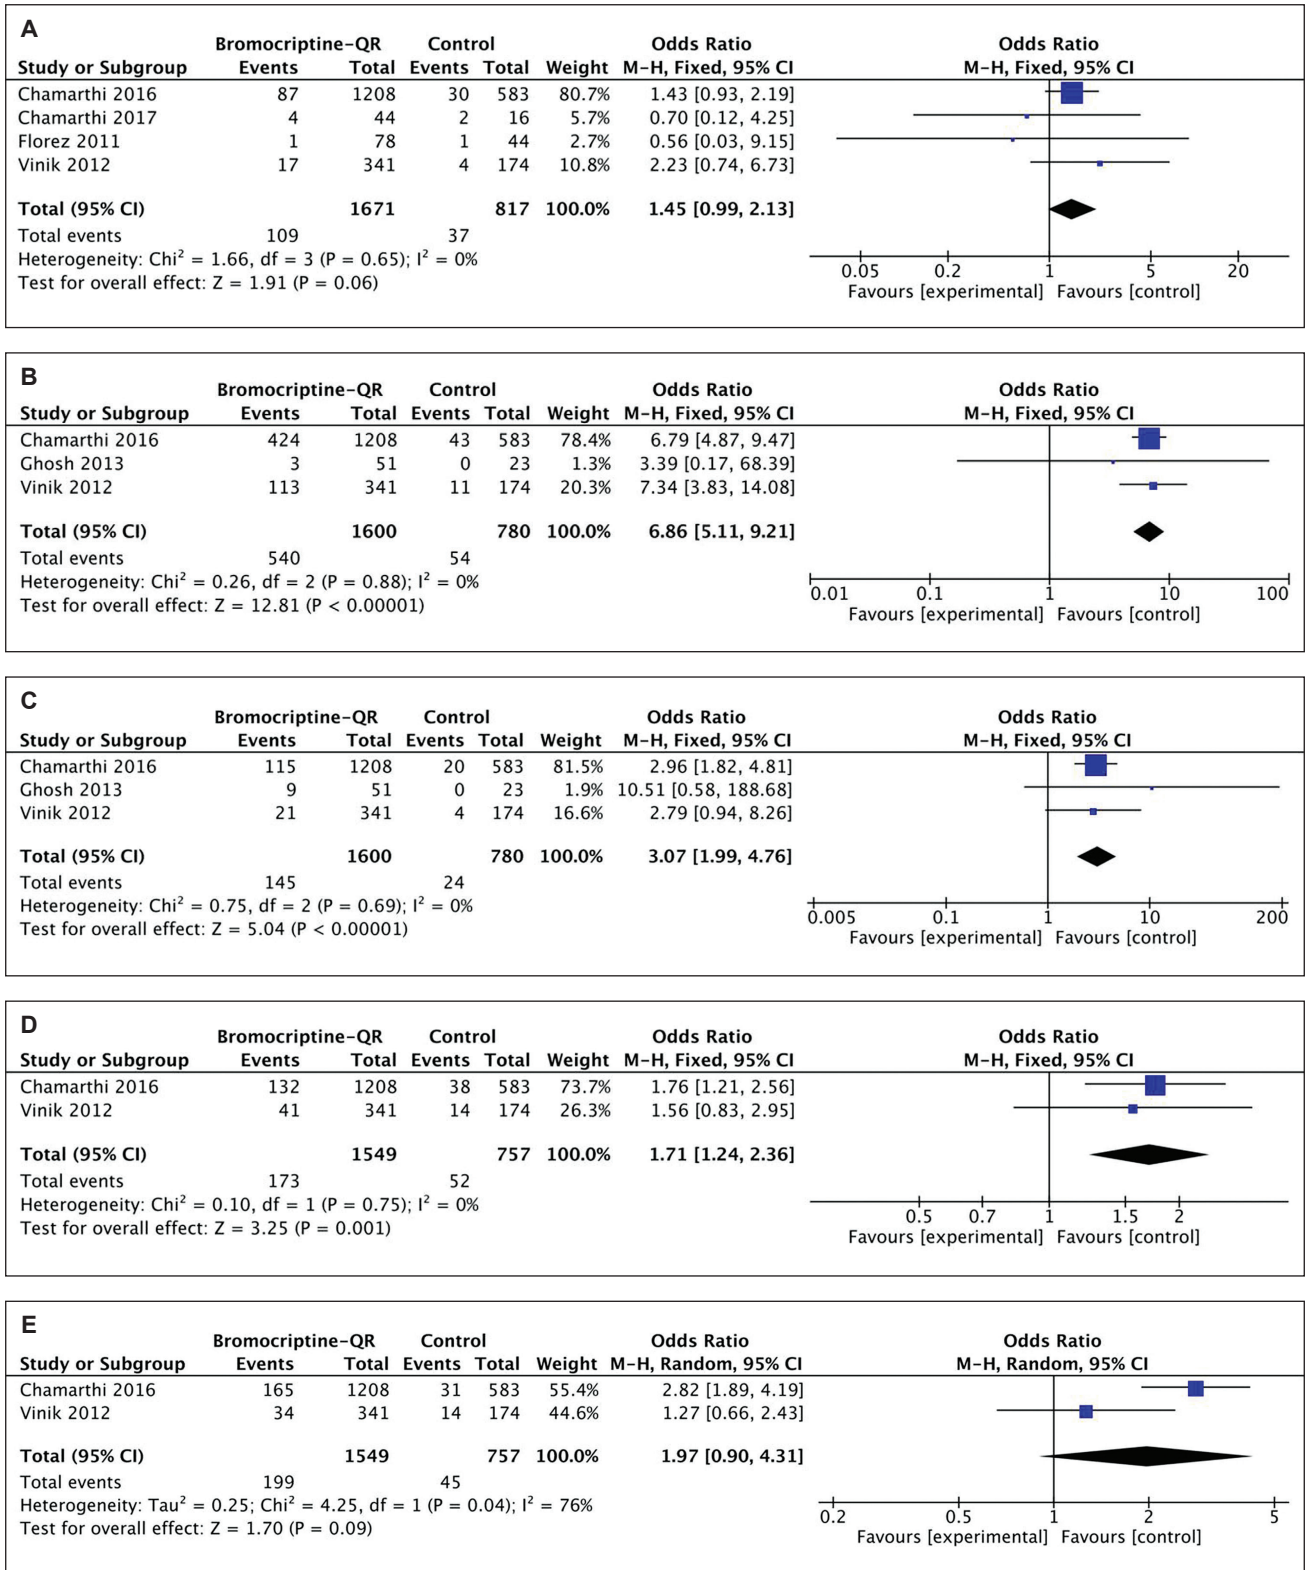 A
Bromocriptine-QR Control Odds Ratio Odds Ratio
Study or Subgroup Events Total Events Total Weight M-H, Fixed, 95% CI M-H, Fixed, 95% CI
Chamarthi 2016 87 1208 30 583 80.7% 1.43 [0.93, 2.19]
Chamarthi 2017 4 44 2 16 5.7% 0.70 [0.12, 4.25]
Florez 2011 1 78 1 44 2.7% 0.56 [0.03, 9.15]
Vinik 2012 17 341 4 174 10.8% 2.23 [0.74, 6.73]
Total (95% CI) 1671 817 100.0% 1.45 [0.99, 2.13]
Total events 109 37
Heterogeneity: Chi² = 1.66, df = 3 (P = 0.65); I² = 0%
Test for overall effect: Z = 1.91 (P = 0.06)
0.05 0.2 1 5 20
Favours [experimental] Favours [control]
B
Bromocriptine-QR Control Odds Ratio Odds Ratio
Study or Subgroup Events Total Events Total Weight M-H, Fixed, 95% CI M-H, Fixed, 95% CI
Chamarthi 2016 424 1208 43 583 78.4% 6.79 [4.87, 9.47]
Ghosh 2013 3 51 0 23 1.3% 3.39 [0.17, 68.39]
Vinik 2012 113 341 11 174 20.3% 7.34 [3.83, 14.08]
Total (95% CI) 1600 780 100.0% 6.86 [5.11, 9.21]
Total events 540 54
Heterogeneity: Chi² = 0.26, df = 2 (P = 0.88); I² = 0%
Test for overall effect: Z = 12.81 (P < 0.00001)
0.01 0.1 1 10 100
Favours [experimental] Favours [control]
C
Bromocriptine-QR Control Odds Ratio Odds Ratio
Study or Subgroup Events Total Events Total Weight M-H, Fixed, 95% CI M-H, Fixed, 95% CI
Chamarthi 2016 115 1208 20 583 81.5% 2.96 [1.82, 4.81]
Ghosh 2013 9 51 0 23 1.9% 10.51 [0.58, 188.68]
Vinik 2012 21 341 4 174 16.6% 2.79 [0.94, 8.26]
Total (95% CI) 1600 780 100.0% 3.07 [1.99, 4.76]
Total events 145 24
Heterogeneity: Chi² = 0.75, df = 2 (P = 0.69); I² = 0%
Test for overall effect: Z = 5.04 (P < 0.00001)
0.005 0.1 1 10 200
Favours [experimental] Favours [control]
D
Bromocriptine-QR Control Odds Ratio Odds Ratio
Study or Subgroup Events Total Events Total Weight M-H, Fixed, 95% CI M-H, Fixed, 95% CI
Chamarthi 2016 132 1208 38 583 73.7% 1.76 [1.21, 2.56]
Vinik 2012 41 341 14 174 26.3% 1.56 [0.83, 2.95]
Total (95% CI) 1549 757 100.0% 1.71 [1.24, 2.36]
Total events 173 52
Heterogeneity: Chi² = 0.10, df = 1 (P = 0.75); I² = 0%
Test for overall effect: Z = 3.25 (P = 0.001)
0.5 0.7 1 1.5 2
Favours [experimental] Favours [control]
E
Bromocriptine-QR Control Odds Ratio Odds Ratio
Study or Subgroup Events Total Events Total Weight M-H, Random, 95% CI M-H, Random, 95% CI
Chamarthi 2016 165 1208 31 583 55.4% 2.82 [1.89, 4.19]
Vinik 2012 34 341 14 174 44.6% 1.27 [0.66, 2.43]
Total (95% CI) 1549 757 100.0% 1.97 [0.90, 4.31]
Total events 199 45
Heterogeneity: Tau² = 0.25; Chi² = 4.25, df = 1 (P = 0.04); I² = 76%
Test for overall effect: Z = 1.70 (P = 0.09)
0.2 0.5 1 2 5
Favours [experimental] Favours [control]